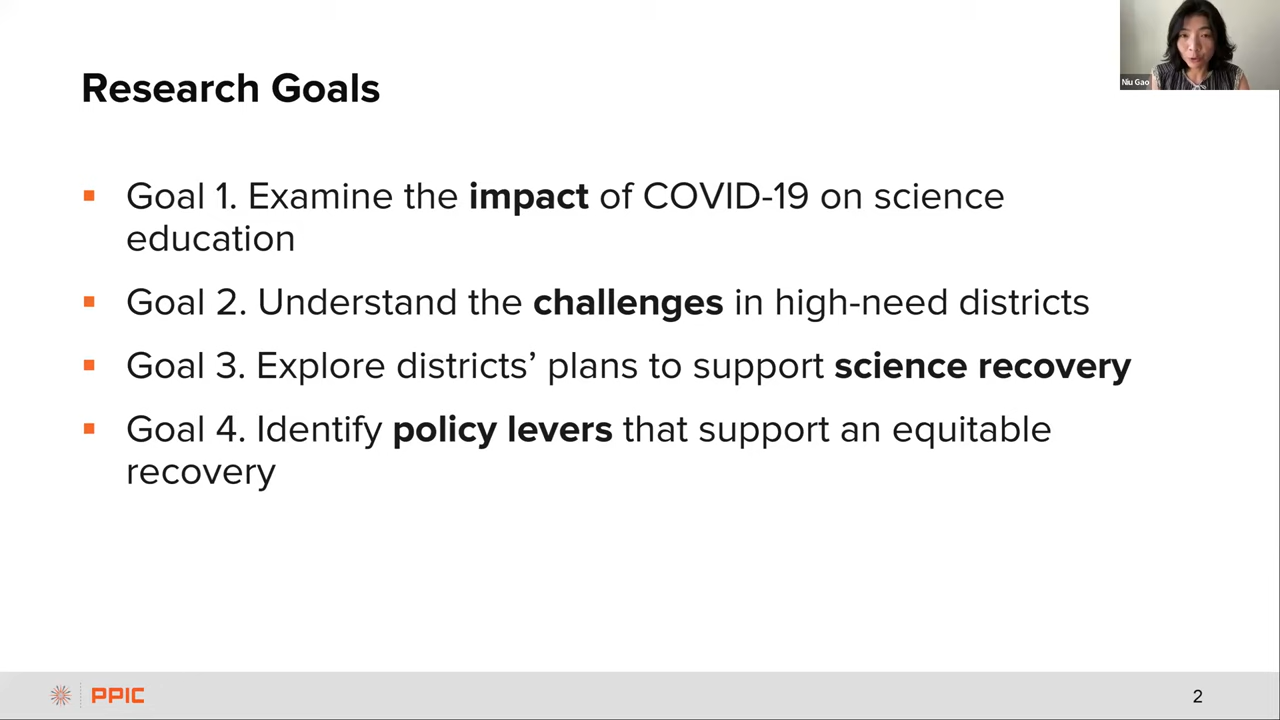 Research Goals
Niu Gao
Goal 1. Examine the impact of COVID-19 on science
education
Goal 2. Understand the challenges in high-need districts
Goal 3. Explore districts’ plans to support science recovery
Goal 4. Identify policy levers that support an equitable
recovery
PPIC
2